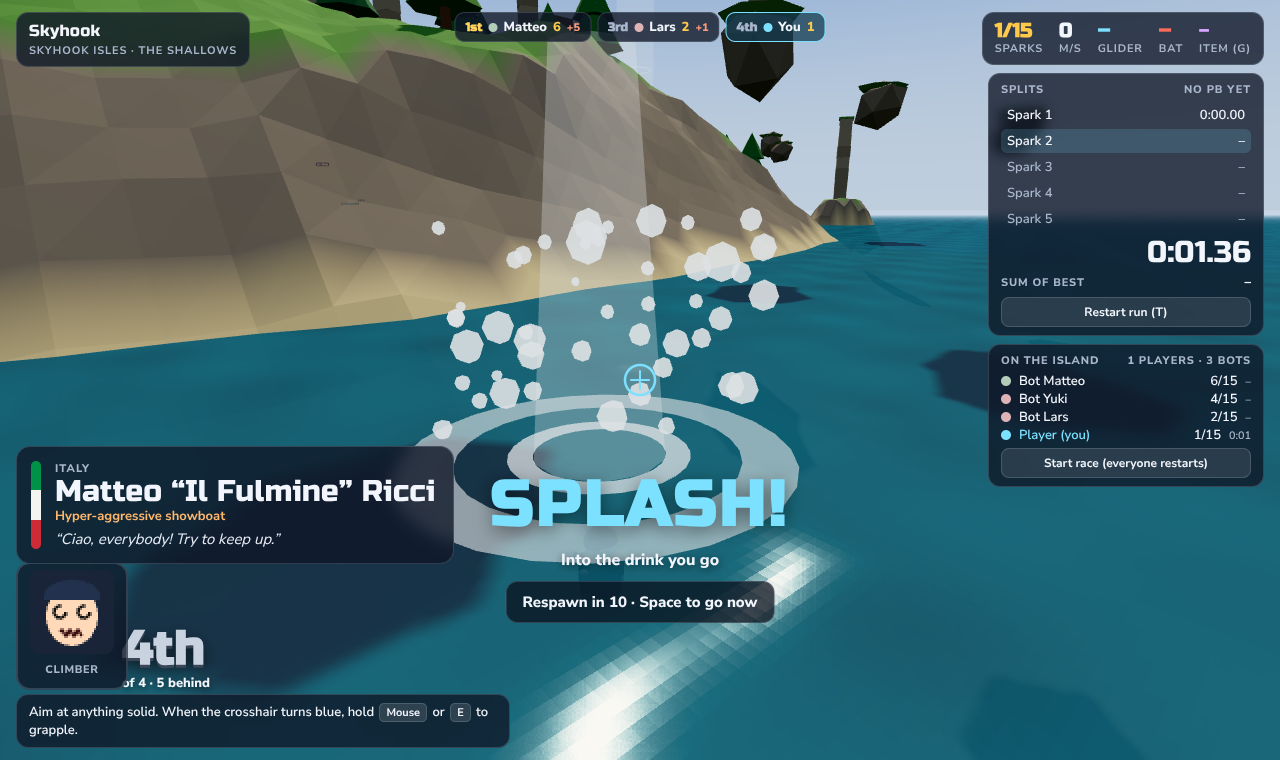 Skyhook
SKYHOOK ISLES · THE SHALLOWS
1st Matteo 6 +5
3rd Lars 2 +1
4th You 1
1/15 SPARKS
0 M/S
– GLIDER
– BAT
– ITEM (G)
SPLITS NO PB YET
Spark 1 0:00.00
Spark 2 –
Spark 3 –
Spark 4 –
Spark 5 –
0:01.36
SUM OF BEST –
Restart run (T)
ON THE ISLAND 1 PLAYERS · 3 BOTS
Bot Matteo 6/15 –
Bot Yuki 4/15 –
Bot Lars 2/15 –
Player (you) 1/15 0:01
Start race (everyone restarts)
ITALY
Matteo “Il Fulmine” Ricci
Hyper-aggressive showboat
“Ciao, everybody! Try to keep up.”
SPLASH!
Into the drink you go
Respawn in 10 · Space to go now
CLIMBER
4th
of 4 · 5 behind
Aim at anything solid. When the crosshair turns blue, hold Mouse or E to
grapple.